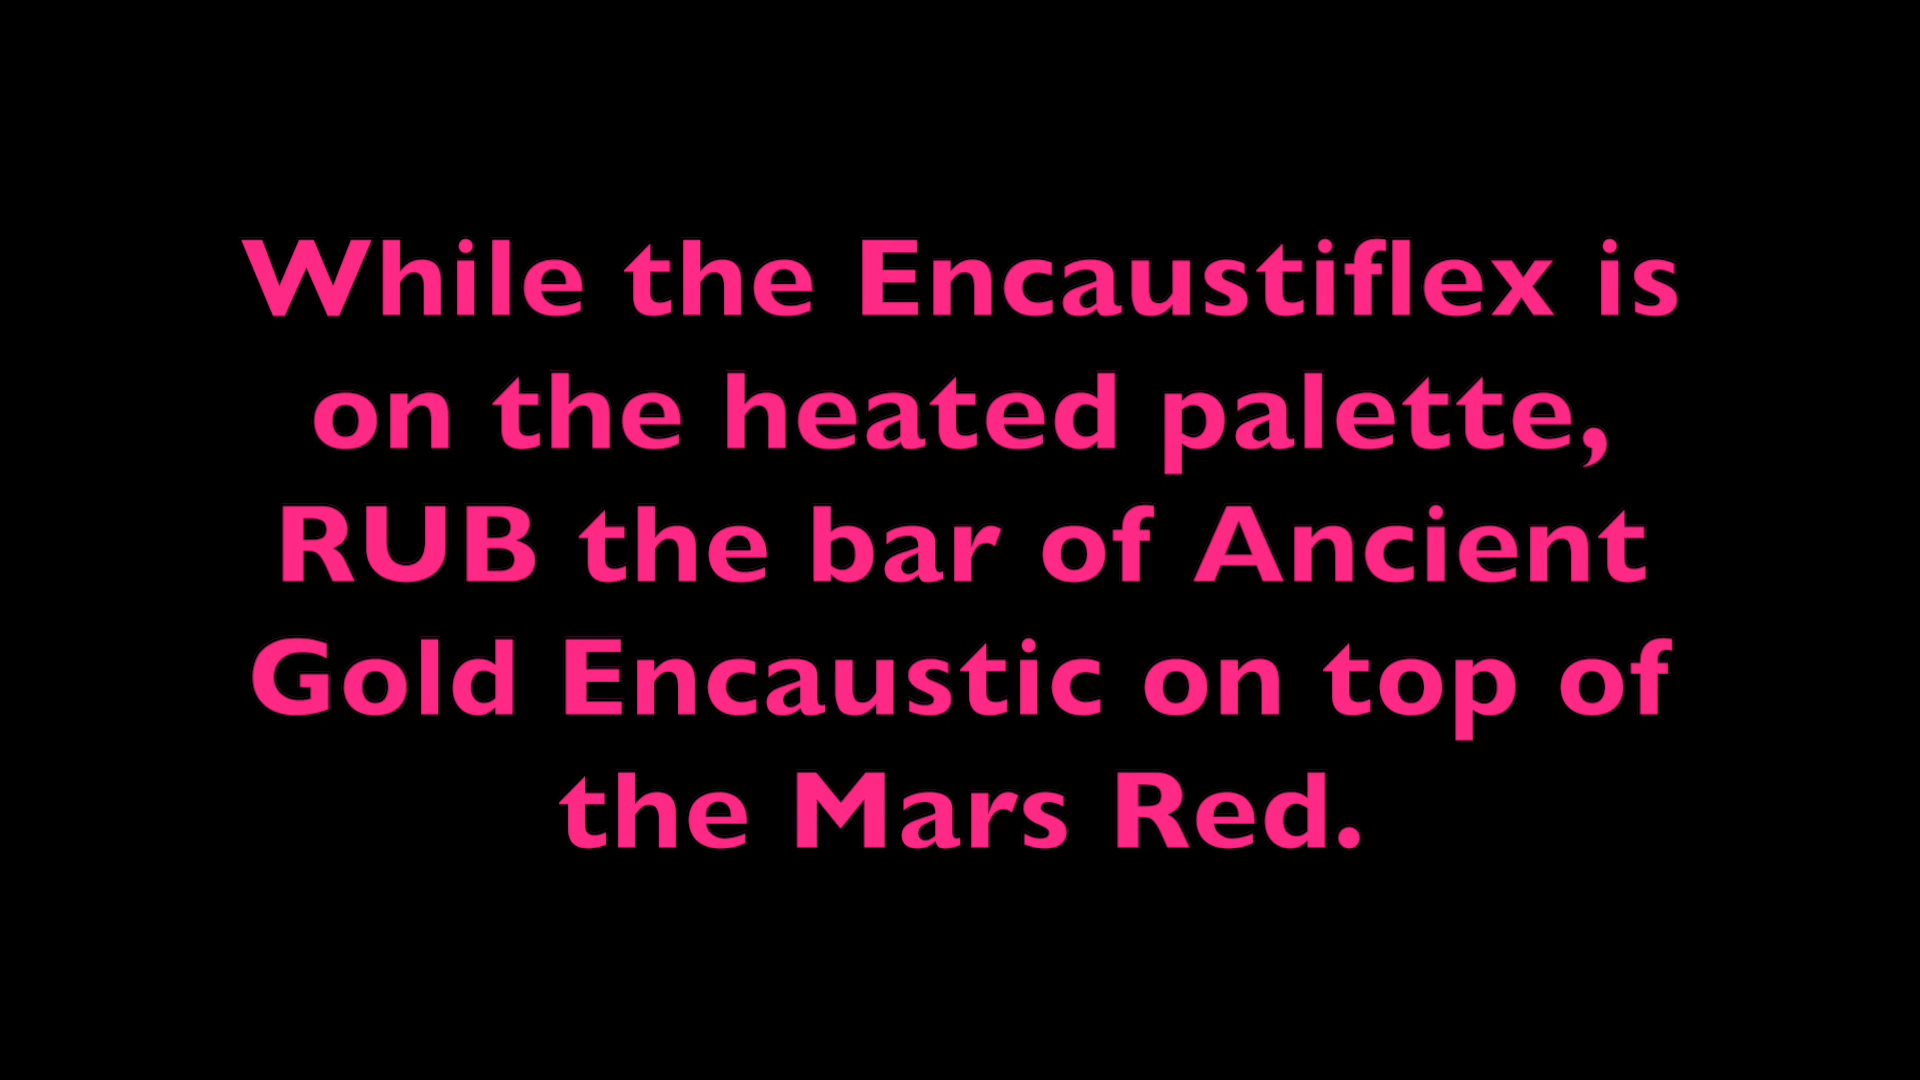 While the Encaustiflex is
on the heated palette,
RUB the bar of Ancient
Gold Encaustic on top of
the Mars Red.